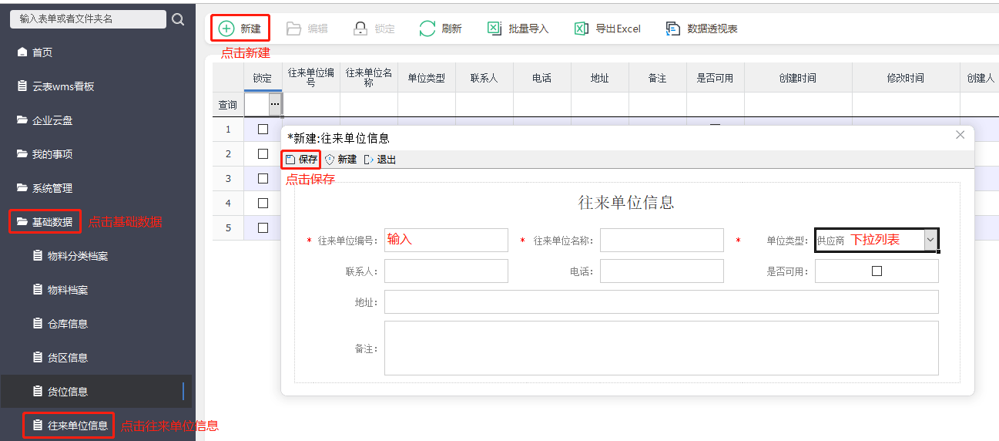 输入表单或者文件夹名
首页
云表wms看板
企业云盘
我的事项
系统管理
基础数据 点击基础数据
物料分类档案
物料档案
仓库信息
货区信息
货位信息
往来单位信息 点击往来单位信息
新建 编辑 锁定 刷新 批量导入 导出Excel 数据透视表
点击新建
锁定 往来单位编号 往来单位名称 单位类型 联系人 电话 地址 备注 是否可用 创建时间 修改时间 创建人
查询 ...
1
2
3
4
5
*新建:往来单位信息
保存 新建 退出
点击保存
往来单位信息
* 往来单位编号: 输入 * 往来单位名称: * 单位类型: 供应商 下拉列表
联系人: 电话: 是否可用:
地址:
备注: